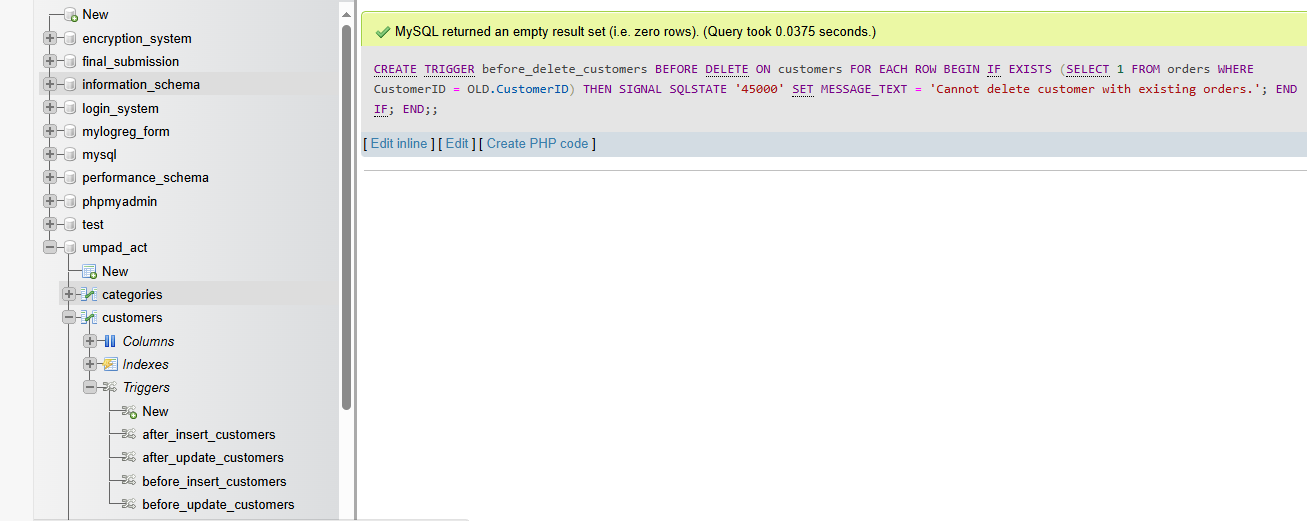 New
encryption_system
final_submission
information_schema
login_system
mylogreg_form
mysql
performance_schema
phpmyadmin
test
umpad_act
New
categories
customers
Columns
Indexes
Triggers
New
after_insert_customers
after_update_customers
before_insert_customers
before_update_customers
MySQL returned an empty result set (i.e. zero rows). (Query took 0.0375 seconds.)
CREATE TRIGGER before_delete_customers BEFORE DELETE ON customers FOR EACH ROW BEGIN IF EXISTS (SELECT 1 FROM orders WHERE
CustomerID = OLD.CustomerID) THEN SIGNAL SQLSTATE '45000' SET MESSAGE_TEXT = 'Cannot delete customer with existing orders.'; END
IF; END;;
[ Edit inline ] [ Edit ] [ Create PHP code ]